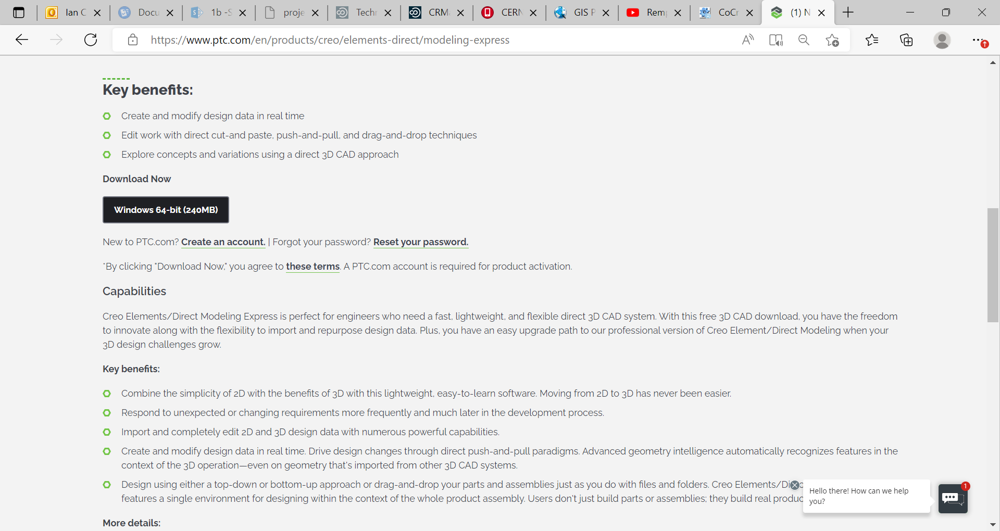 Ian C
Docu
1b -S
proje
Techn
CRM
CERN
GIS P
Rem
CoCr
(1) N
https://www.ptc.com/en/products/creo/elements-direct/modeling-express
Key benefits:
Create and modify design data in real time
Edit work with direct cut-and paste, push-and-pull, and drag-and-drop techniques
Explore concepts and variations using a direct 3D CAD approach
Download Now
Windows 64-bit (240MB)
New to PTC.com? Create an account. | Forgot your password? Reset your password.
*By clicking "Download Now," you agree to these terms. A PTC.com account is required for product activation.
Capabilities
Creo Elements/Direct Modeling Express is perfect for engineers who need a fast, lightweight, and flexible direct 3D CAD system. With this free 3D CAD download, you have the freedom
to innovate along with the flexibility to import and repurpose design data. Plus, you have an easy upgrade path to our professional version of Creo Element/Direct Modeling when your
3D design challenges grow.
Key benefits:
Combine the simplicity of 2D with the benefits of 3D with this lightweight, easy-to-learn software. Moving from 2D to 3D has never been easier.
Respond to unexpected or changing requirements more frequently and much later in the development process.
Import and completely edit 2D and 3D design data with numerous powerful capabilities.
Create and modify design data in real time. Drive design changes through direct push-and-pull paradigms. Advanced geometry intelligence automatically recognizes features in the
context of the 3D operation—even on geometry that's imported from other 3D CAD systems.
Design using either a top-down or bottom-up approach or drag-and-drop your parts and assemblies just as you do with files and folders. Creo Elements/Di
features a single environment for designing within the context of the whole product assembly. Users don't just build parts or assemblies; they build real produc
Hello there! How can we help
you?
1
More details: